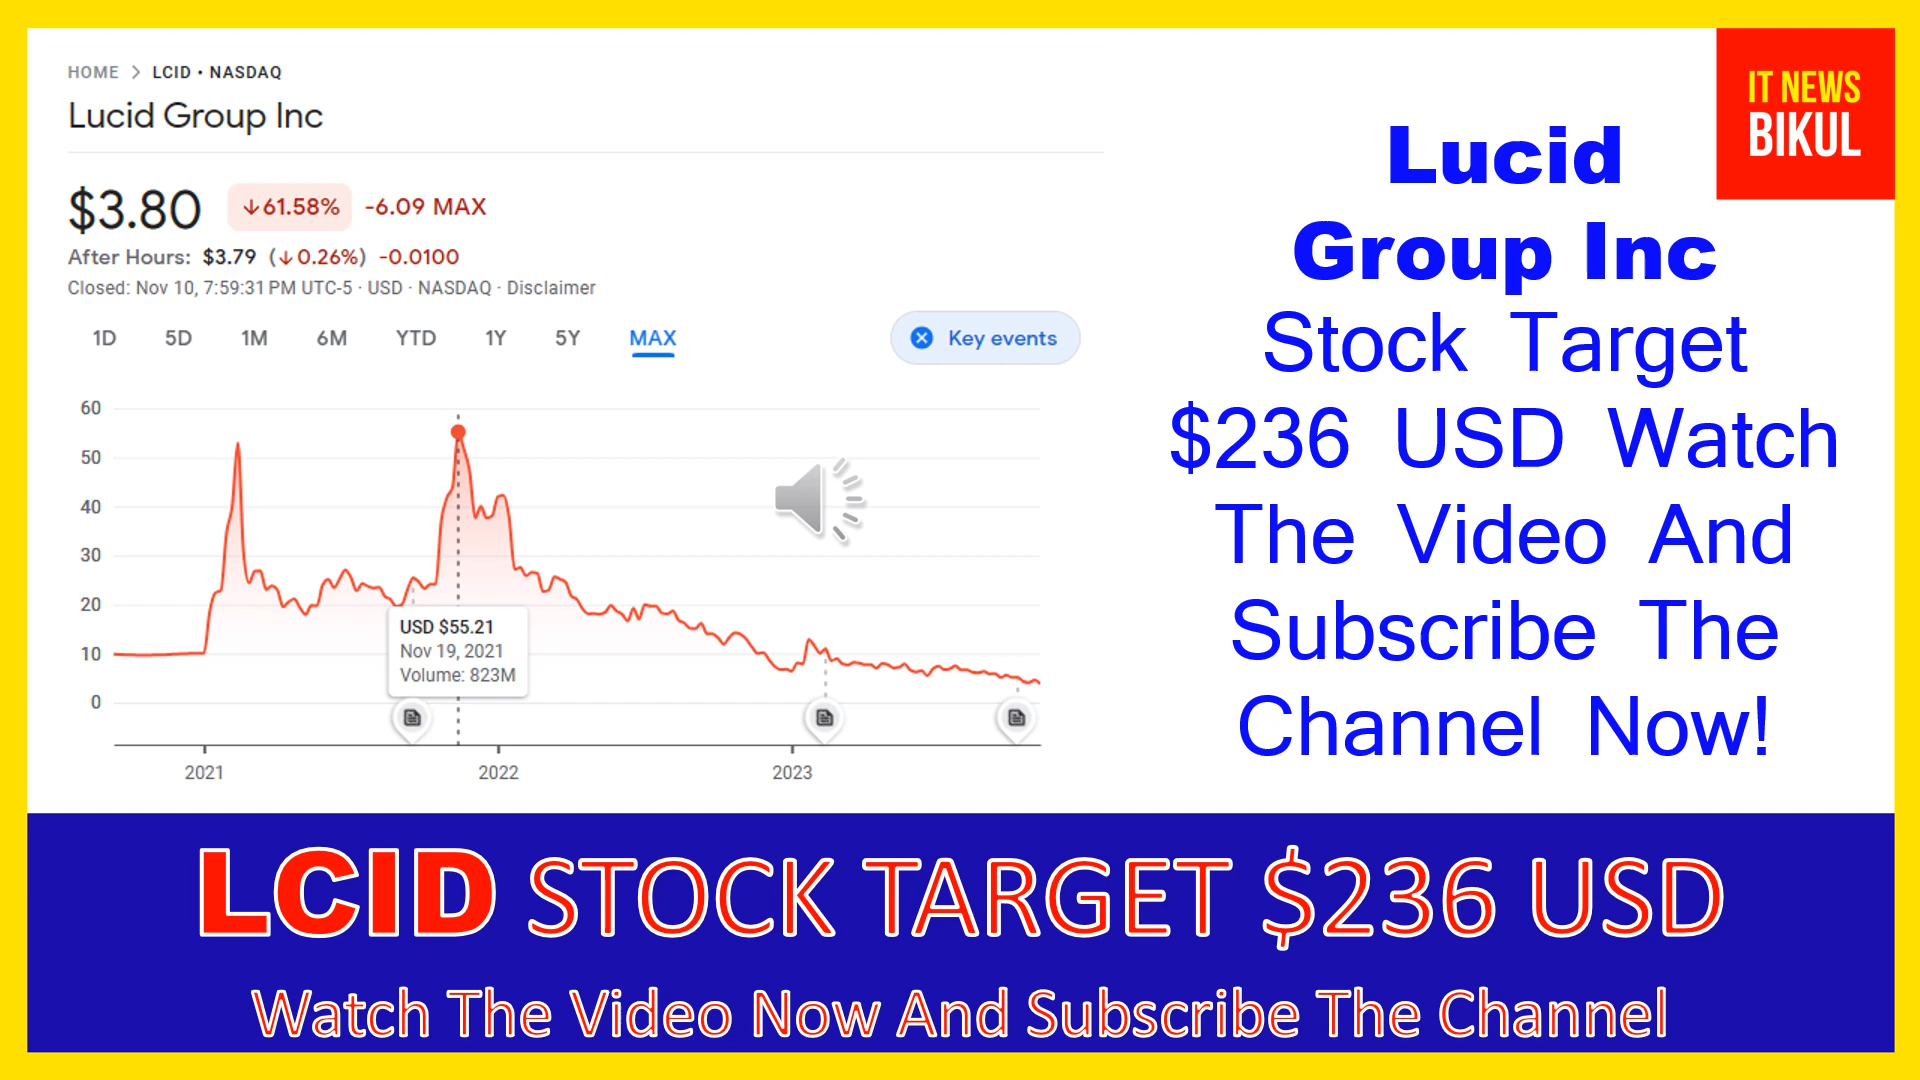 HOME > LCID • NASDAQ
Lucid Group Inc
$3.80 ↓61.58% -6.09 MAX
After Hours: $3.79 (↓0.26%) -0.0100
Closed: Nov 10, 7:59:31 PM UTC-5 · USD · NASDAQ · Disclaimer
1D 5D 1M 6M YTD 1Y 5Y MAX Key events
60
50
40
30
20
10
0
USD $55.21
Nov 19, 2021
Volume: 823M
2021 2022 2023
IT NEWS
BIKUL
Lucid
Group Inc
Stock Target
$236 USD Watch
The Video And
Subscribe The
Channel Now!
LCID STOCK TARGET $236 USD
Watch The Video Now And Subscribe The Channel